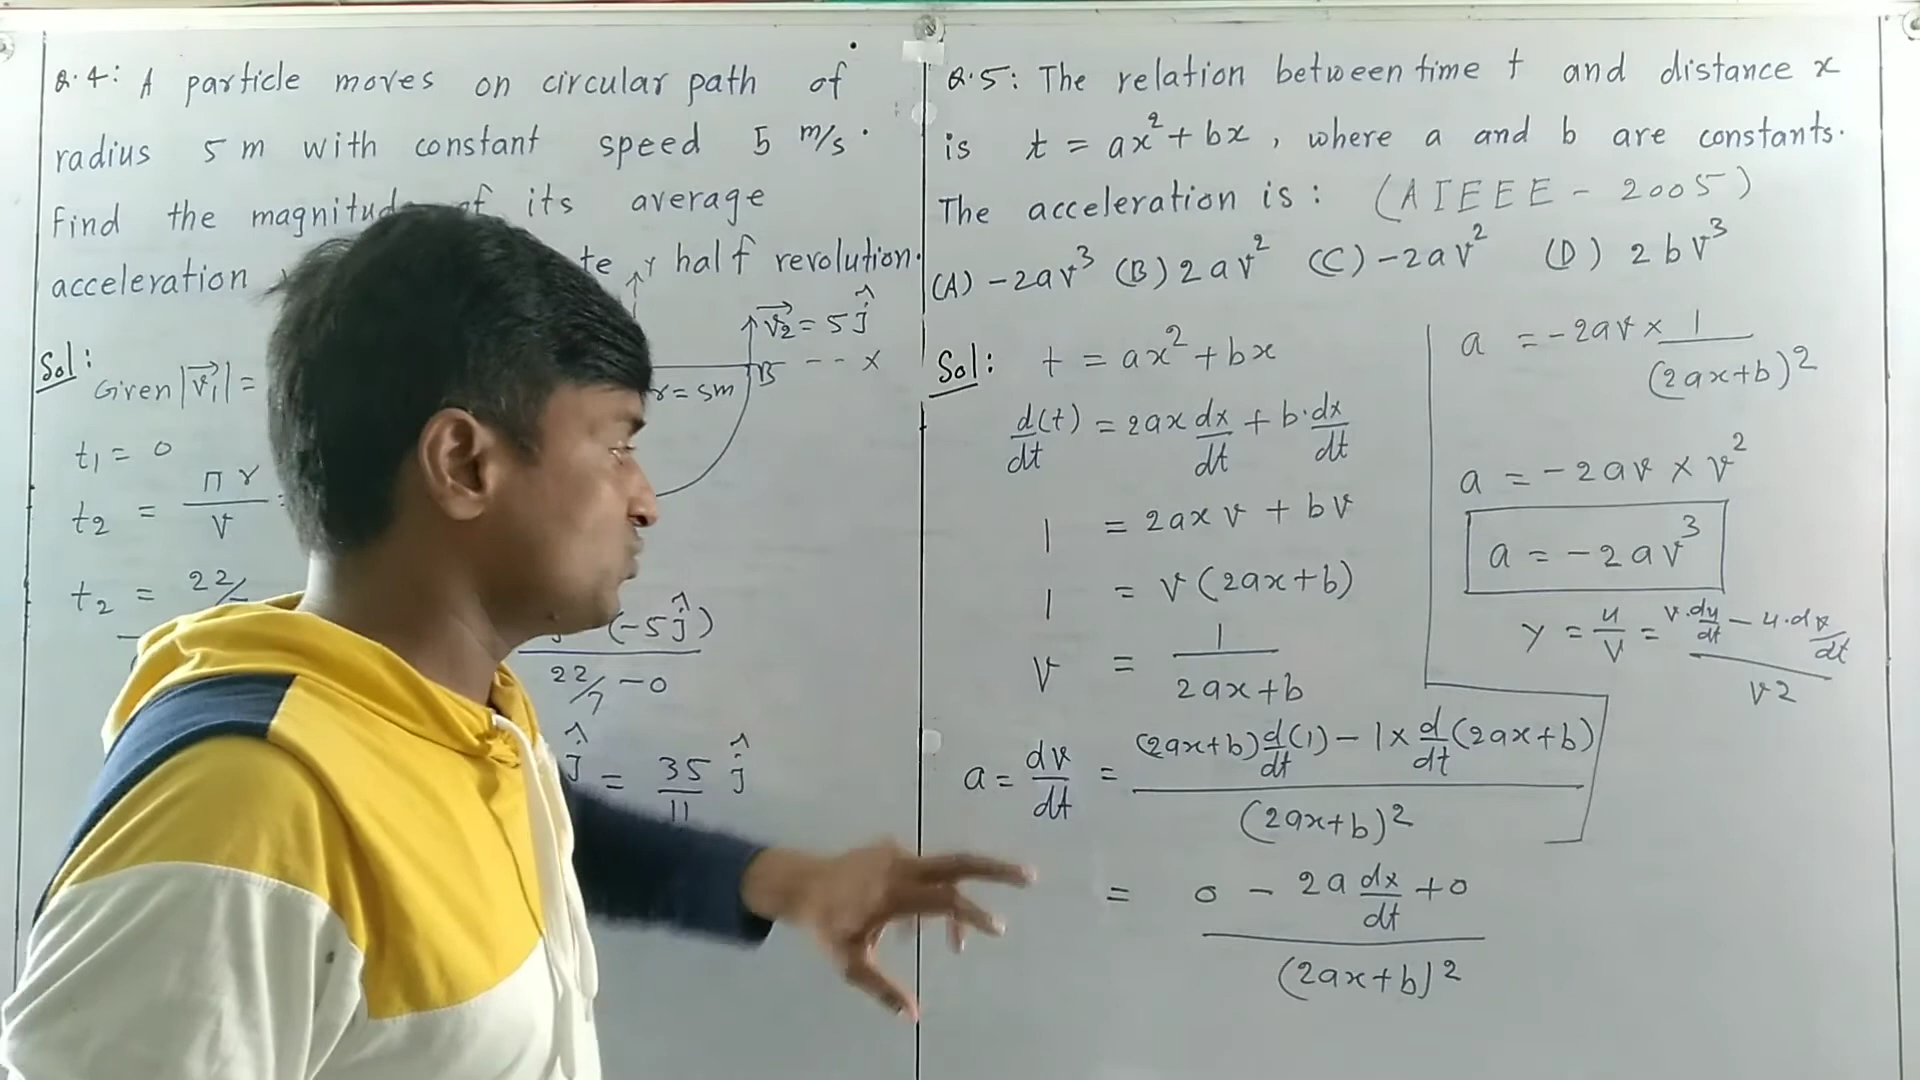 Q.4: A particle moves on circular path of
radius 5 m with constant speed 5 m/s.
Find the magnitude of its average
acceleration half revolution.
Sol: Given |v₁⃗| =
t₁ = 0
t₂ = πr/v
t₂ = 22/
v₂⃗ = 5ĵ
B -- X
r = 5m
Y
(-5ĵ)
22/7 - 0
ĵ = 35/11 ĵ
Q.5: The relation between time t and distance x
is t = ax² + bx, where a and b are constants.
The acceleration is: (AIEEE - 2005)
(A) -2av³ (B) 2av² (C) -2av² (D) 2bv³
Sol: t = ax² + bx
d(t)/dt = 2ax dx/dt + b.dx/dt
1 = 2axv + bv
1 = v(2ax+b)
v = 1/2ax+b
a = dv/dt = (2ax+b) d/dt(1) - 1 x d/dt(2ax+b)
(2ax+b)²
= 0 - 2a dx/dt + 0
(2ax+b)²
a = -2av x 1/(2ax+b)²
a = -2av x v²
a = -2av³
y = u/v = v.du/dt - u.dv/dt
v2